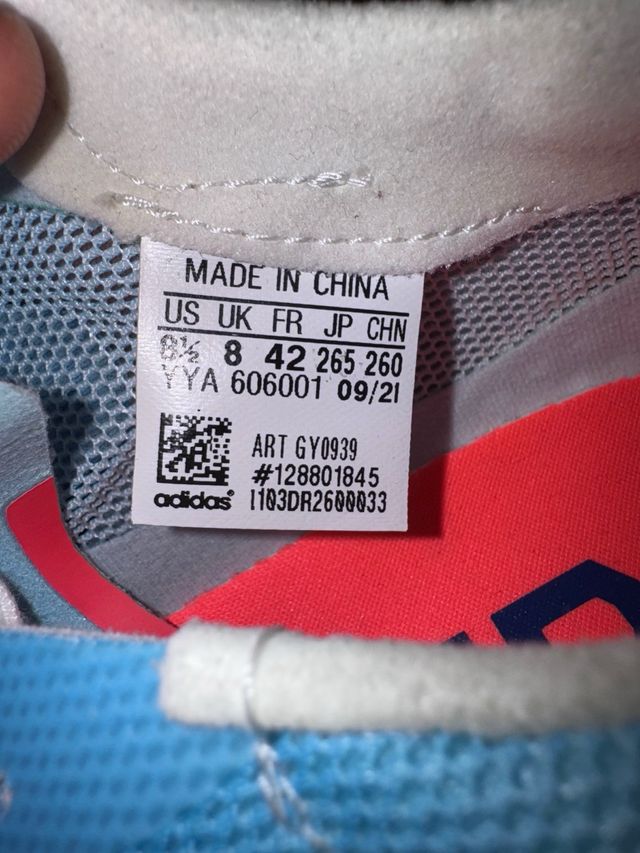 MADE IN CHINA
US UK FR JP CHN
8½ 8 42 265 260
YYA 606001 09/21
ART GY0939
#128801845
adidas® 1103DR2600033